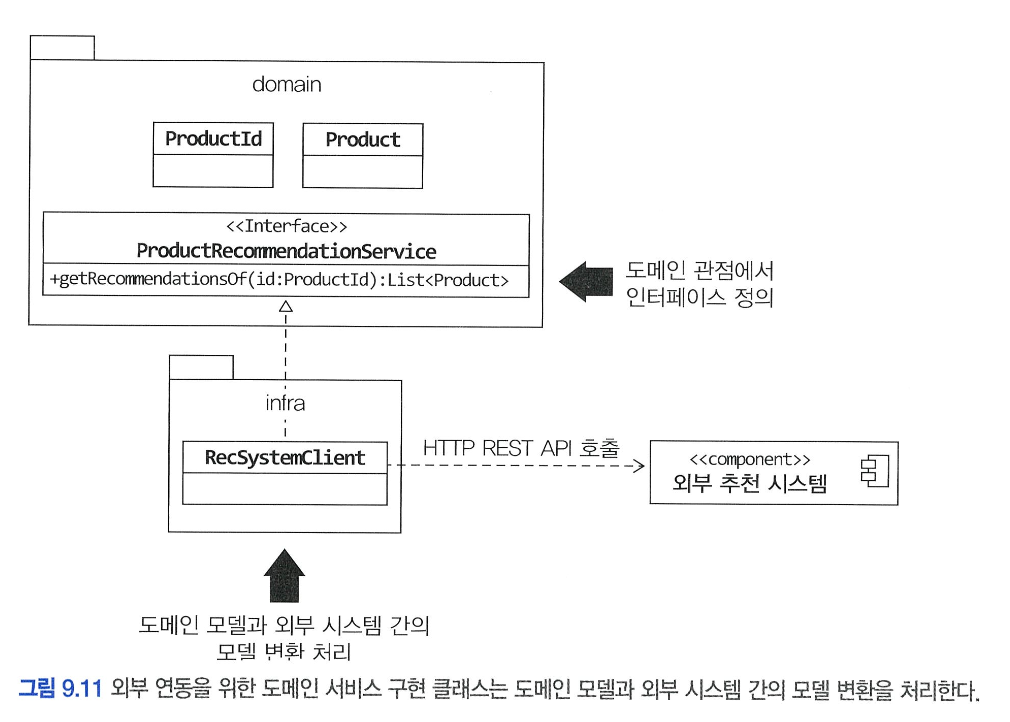 domain
ProductId
Product
<<Interface>>
ProductRecommendationService
+getRecommendationsOf(id:ProductId):List<Product>
도메인 관점에서
인터페이스 정의
infra
RecSystemClient
HTTP REST API 호출
<<component>>
외부 추천 시스템
도메인 모델과 외부 시스템 간의
모델 변환 처리
그림 9.11 외부 연동을 위한 도메인 서비스 구현 클래스는 도메인 모델과 외부 시스템 간의 모델 변환을 처리한다.